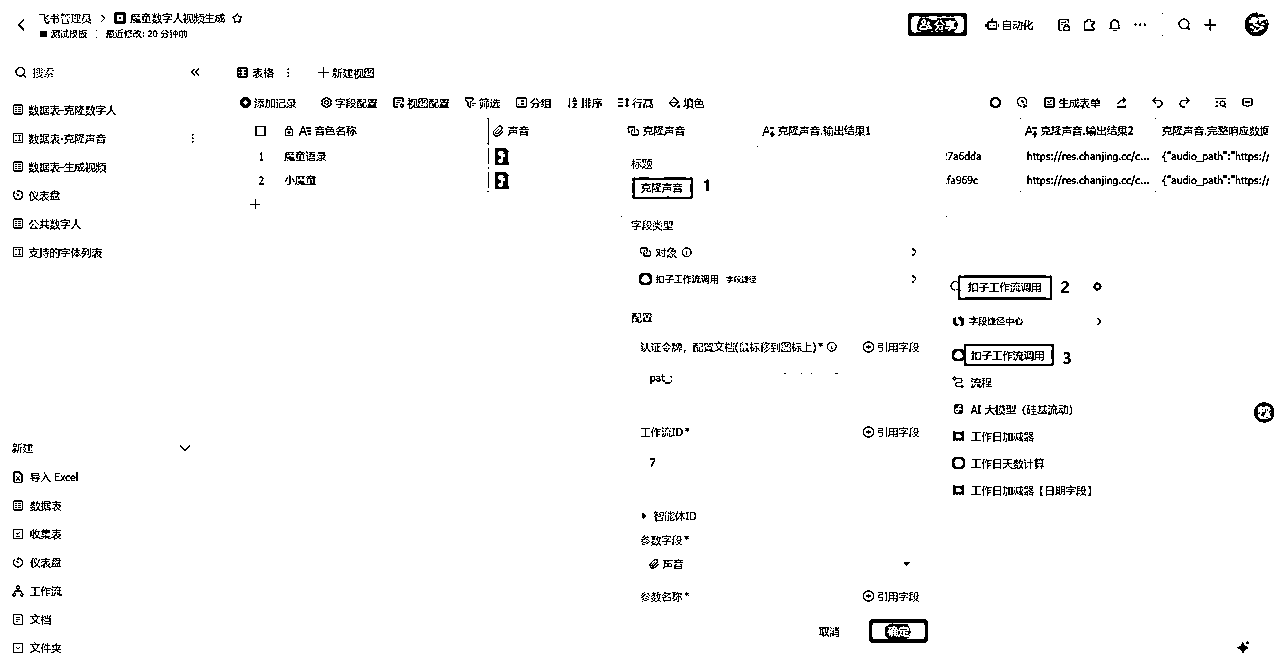 飞书管理员 > 魔童数字人视频生成
测试模版 | 最近修改: 20 分钟前
分享
自动化
搜索
表格
新建视图
添加记录 字段配置 视图配置 筛选 分组 排序 行高 填色 生成表单
数据表-克隆数字人
数据表-克隆声音
数据表-生成视频
仪表盘
公共数字人
支持的字体列表
音色名称 声音 克隆声音 克隆声音.输出结果1 克隆声音.输出结果2 克隆声音.完整响应数据
1 魔童语录 :7a6dda https://res.chanjing.cc/c... {"audio_path":"https://
2 小魔童 .fa969c https://res.chanjing.cc/c... {"audio_path":"https://
标题
克隆声音 1
字段类型
对象
扣子工作流调用 字段捷径
配置
认证令牌，配置文档(鼠标移到图标上)* 引用字段
pat_:
工作流ID* 引用字段
7
智能体ID
参数字段*
声音
参数名称* 引用字段
取消 确定
扣子工作流调用 2
字段捷径中心
扣子工作流调用 3
流程
AI 大模型（硅基流动）
工作日加减器
工作日天数计算
工作日加减器【日期字段】
新建
导入 Excel
数据表
收集表
仪表盘
工作流
文档
文件夹